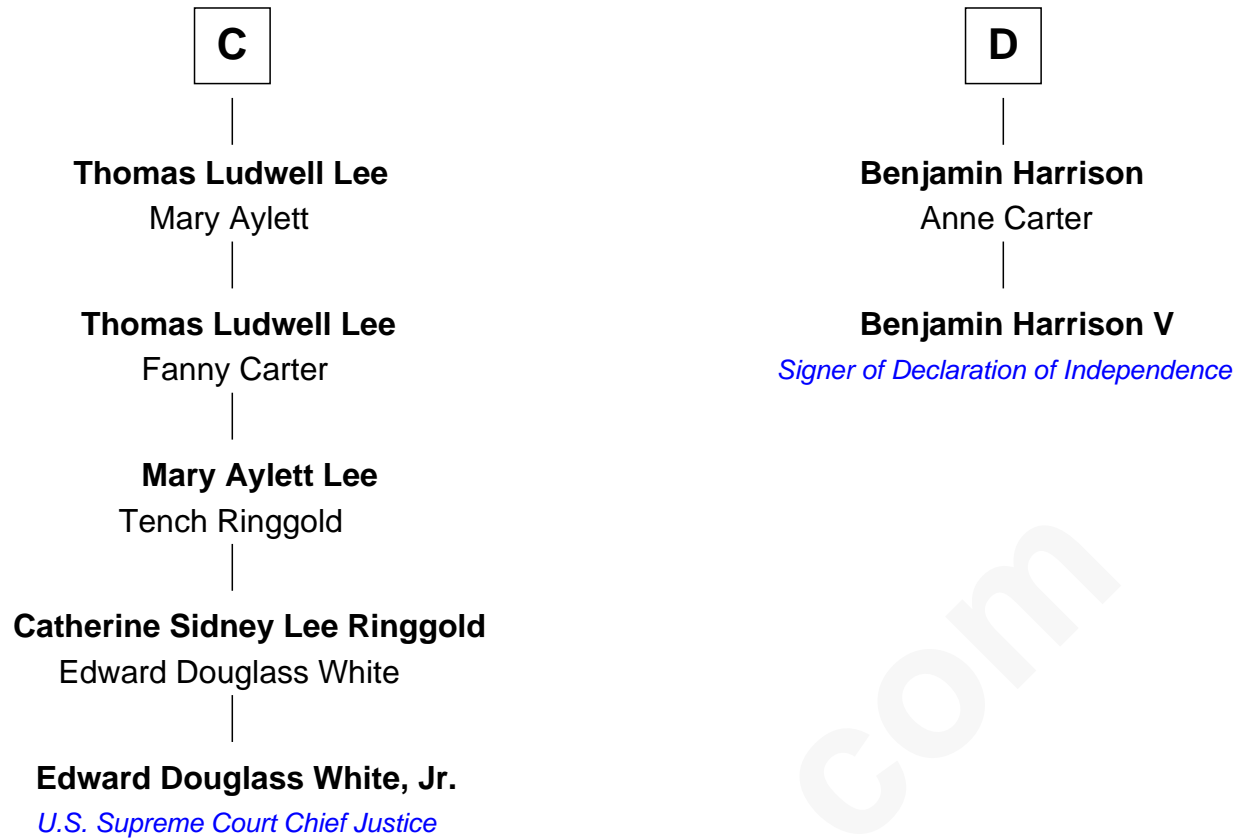 C
Thomas Ludwell Lee
Mary Aylett
Thomas Ludwell Lee
Fanny Carter
Mary Aylett Lee
Tench Ringgold
Catherine Sidney Lee Ringgold
Edward Douglass White
Edward Douglass White, Jr.
U.S. Supreme Court Chief Justice
D
Benjamin Harrison
Anne Carter
Benjamin Harrison V
Signer of Declaration of Independence
com